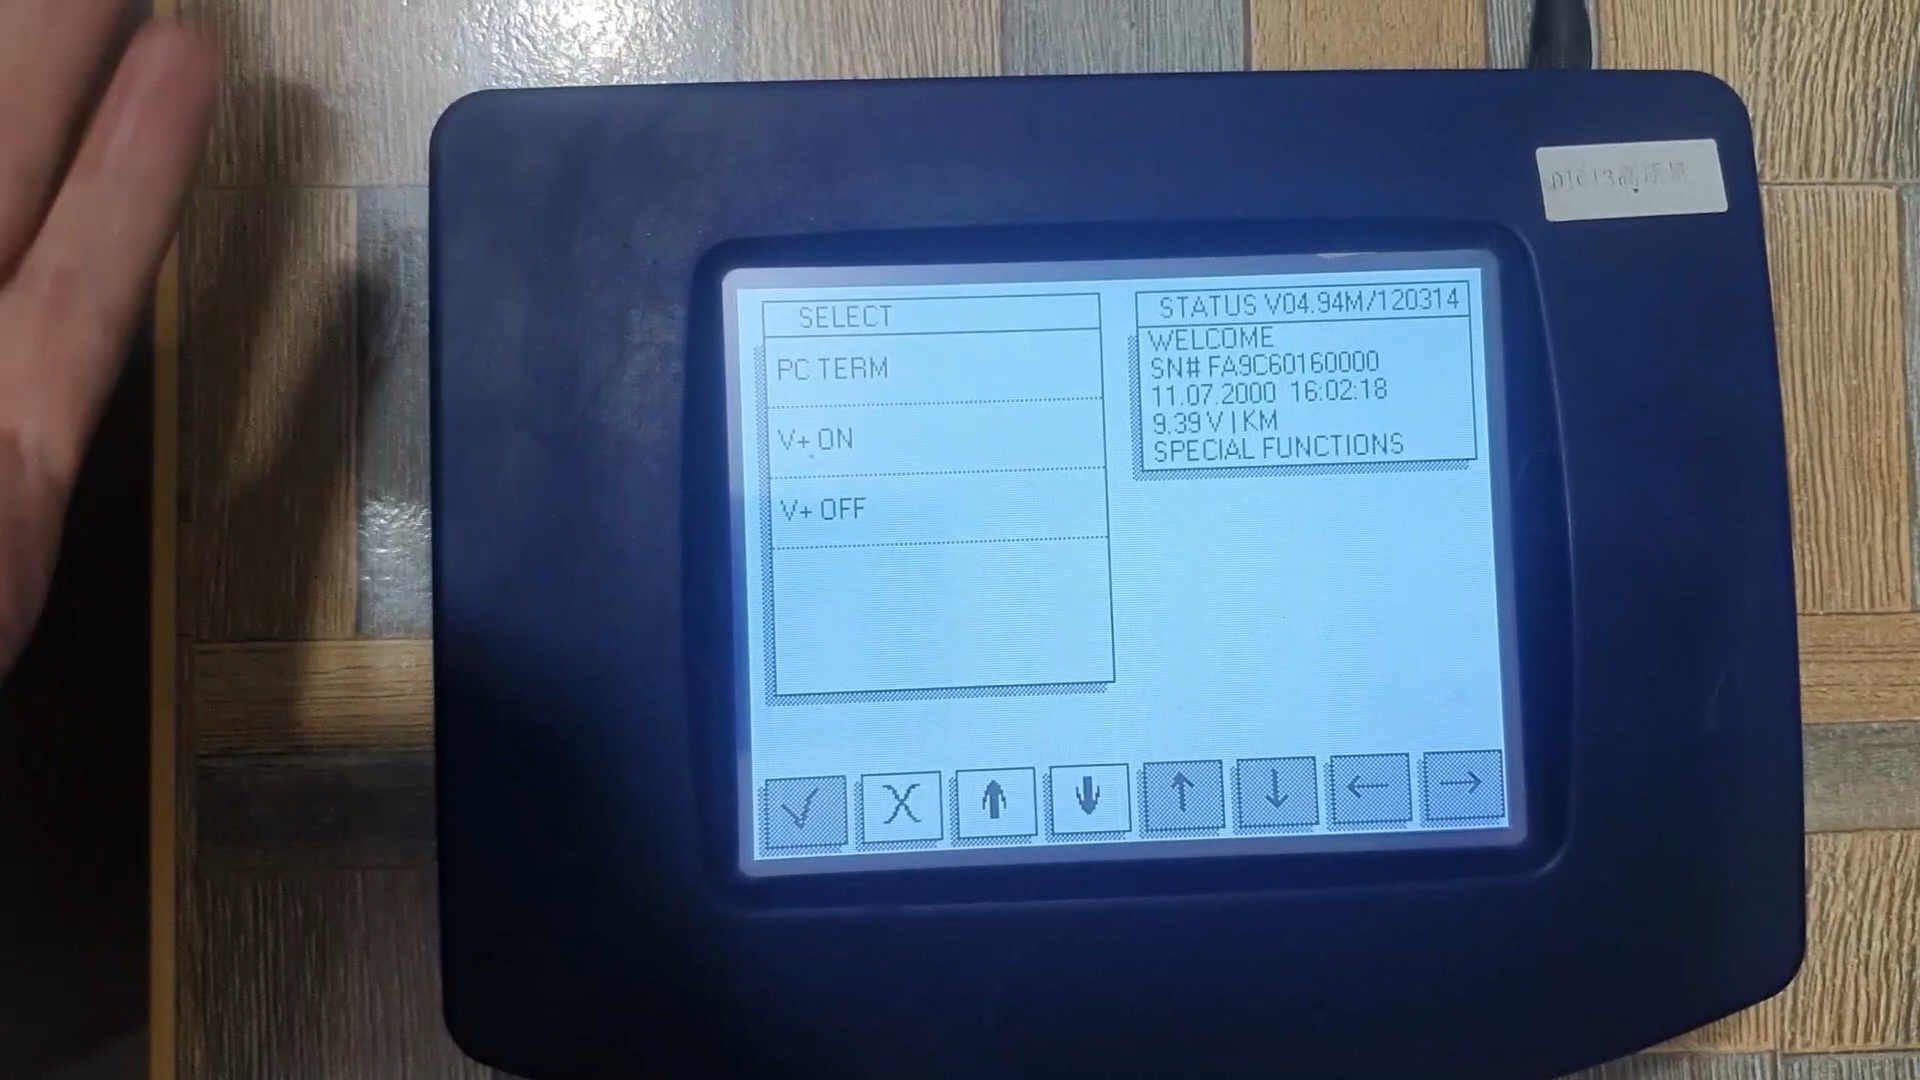 SELECT
PC TERM
V+ ON
V+ OFF
STATUS V04.94M/120314
WELCOME
SN# FA9C60160000
11.07.2000 16:02:18
9.39 V | KM
SPECIAL FUNCTIONS